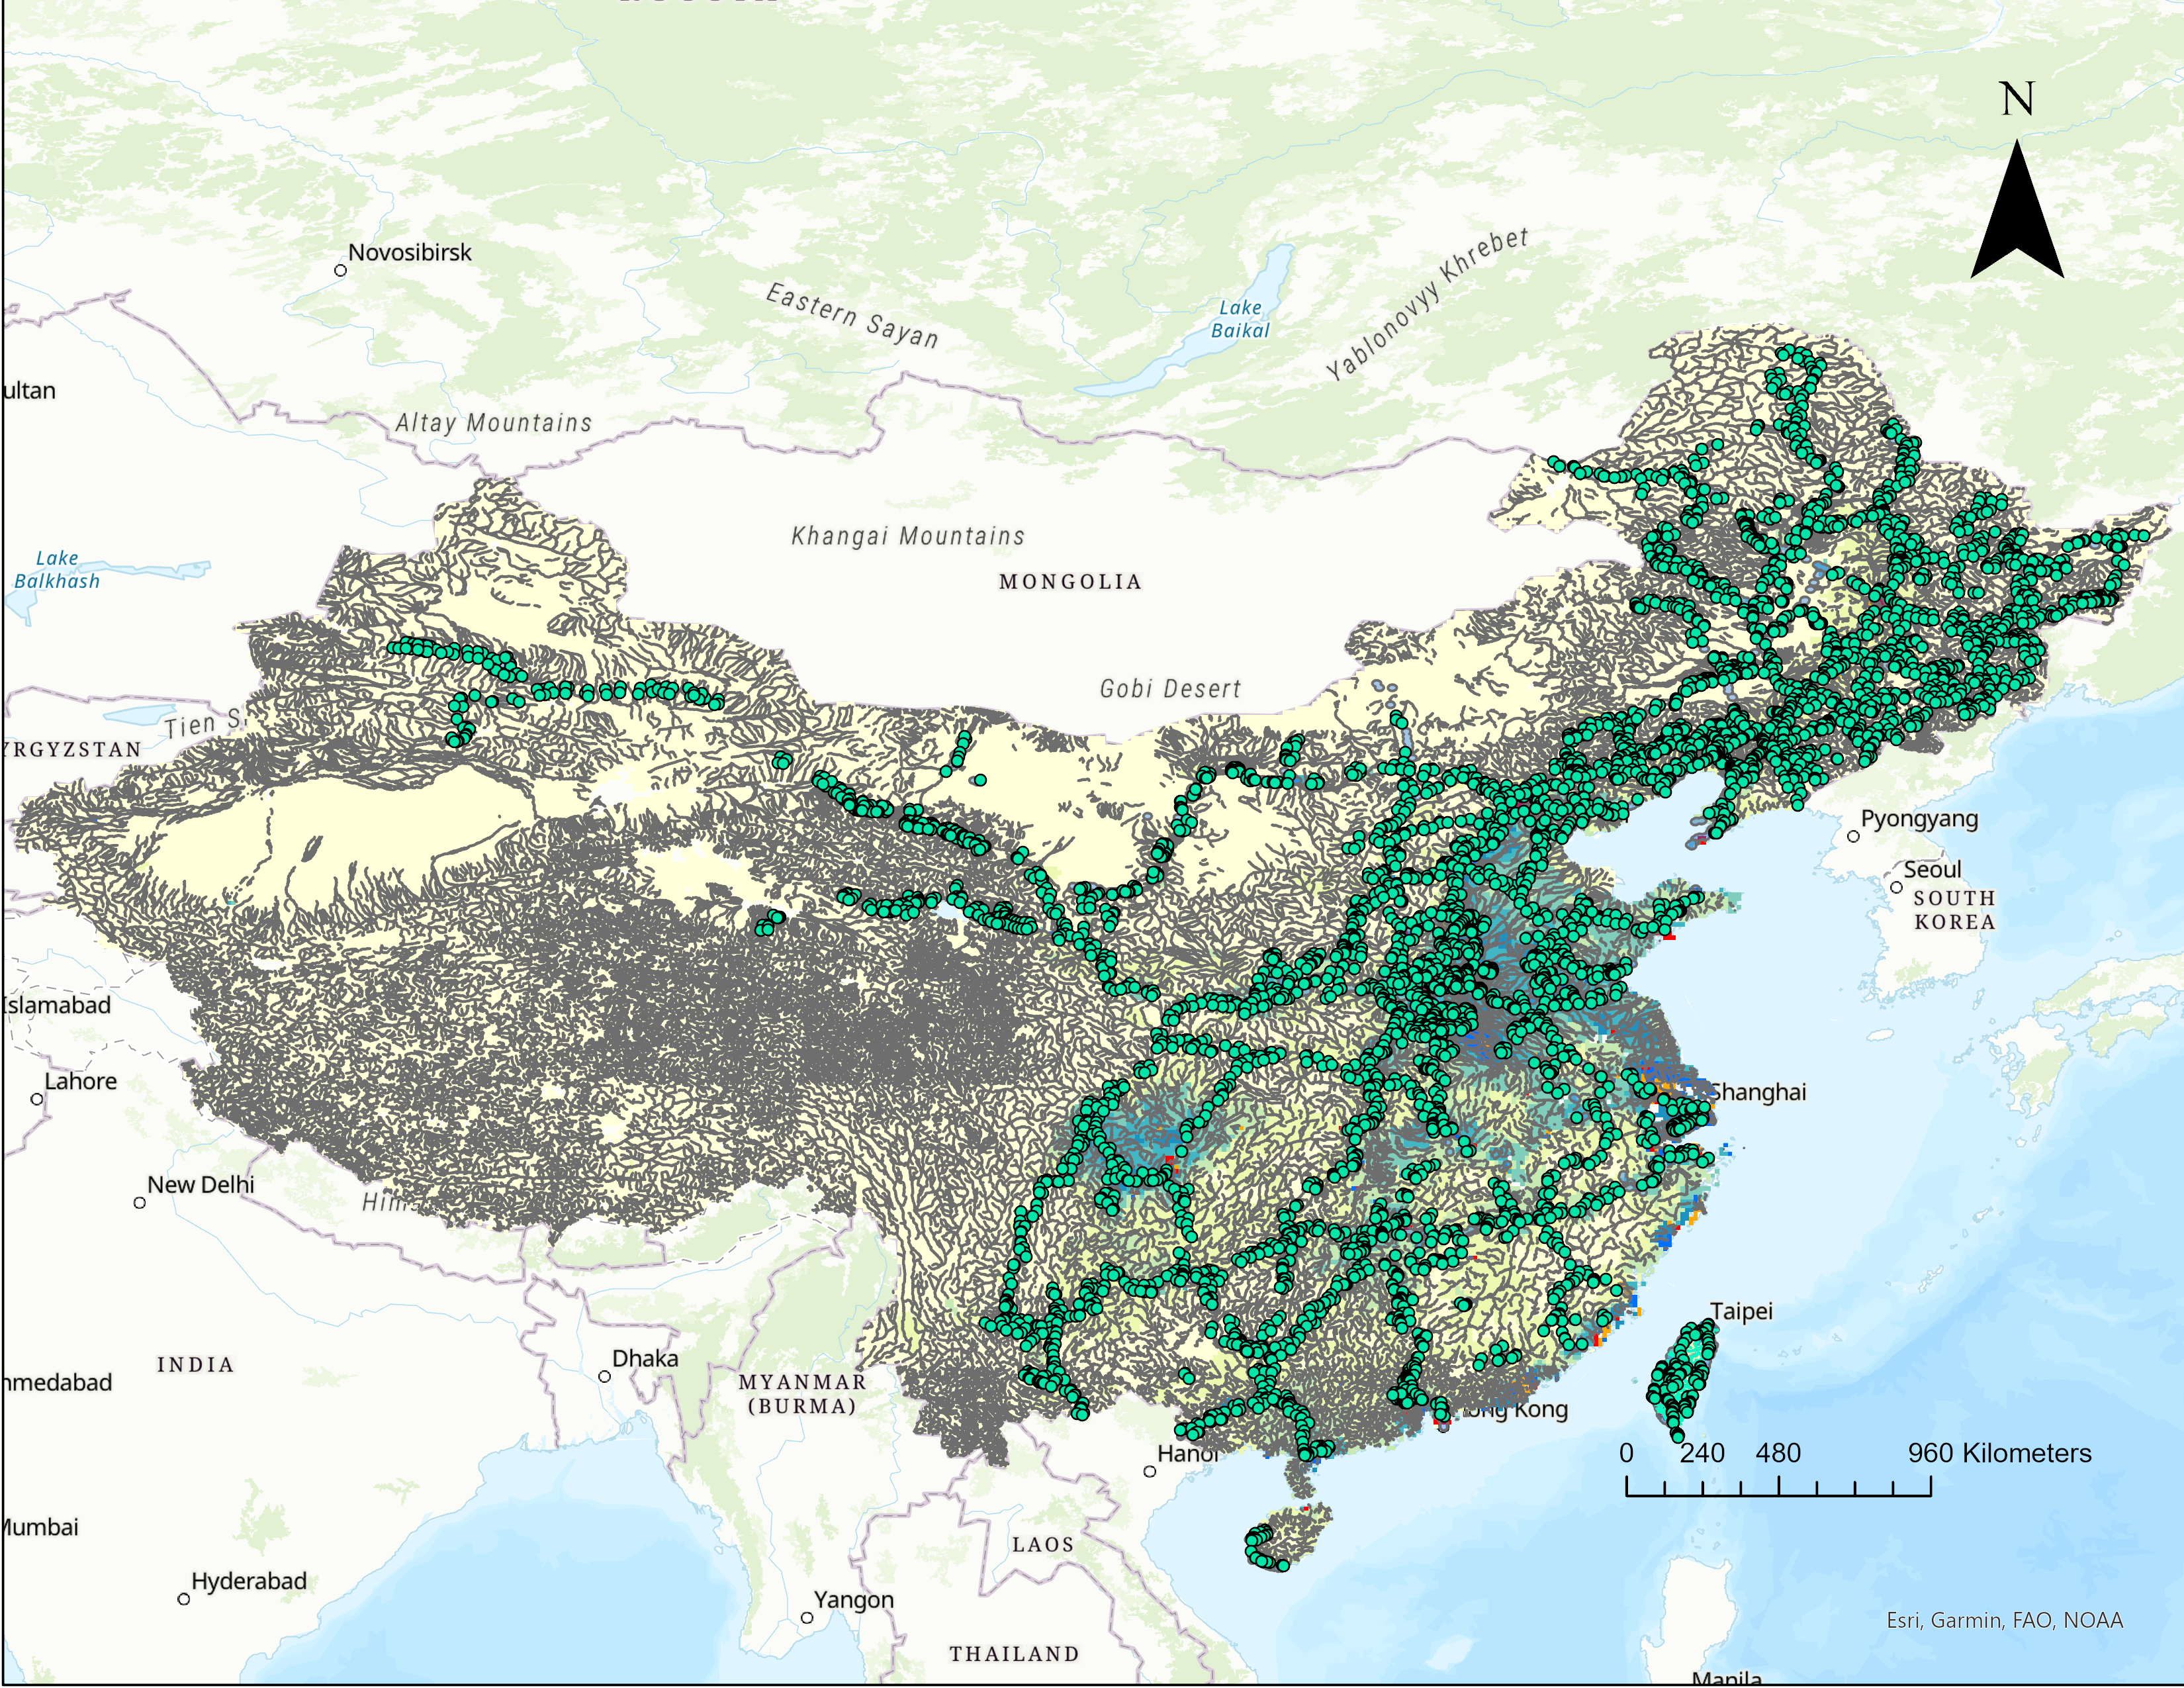 N
Novosibirsk
Eastern Sayan
Lake
Baikal
Yablonovyy Khrebet
ultan
Altay Mountains
Khangai Mountains
Lake
Balkhash
MONGOLIA
Gobi Desert
Tien S
YRGYZSTAN
Pyongyang
Seoul
SOUTH
KOREA
Islamabad
Lahore
Shanghai
New Delhi
Him
Taipei
INDIA
Dhaka
hmedabad
MYANMAR
(BURMA)
ong Kong
Hanoi
0 240 480 960 Kilometers
Mumbai
LAOS
Hyderabad
Yangon
Esri, Garmin, FAO, NOAA
THAILAND
Manila